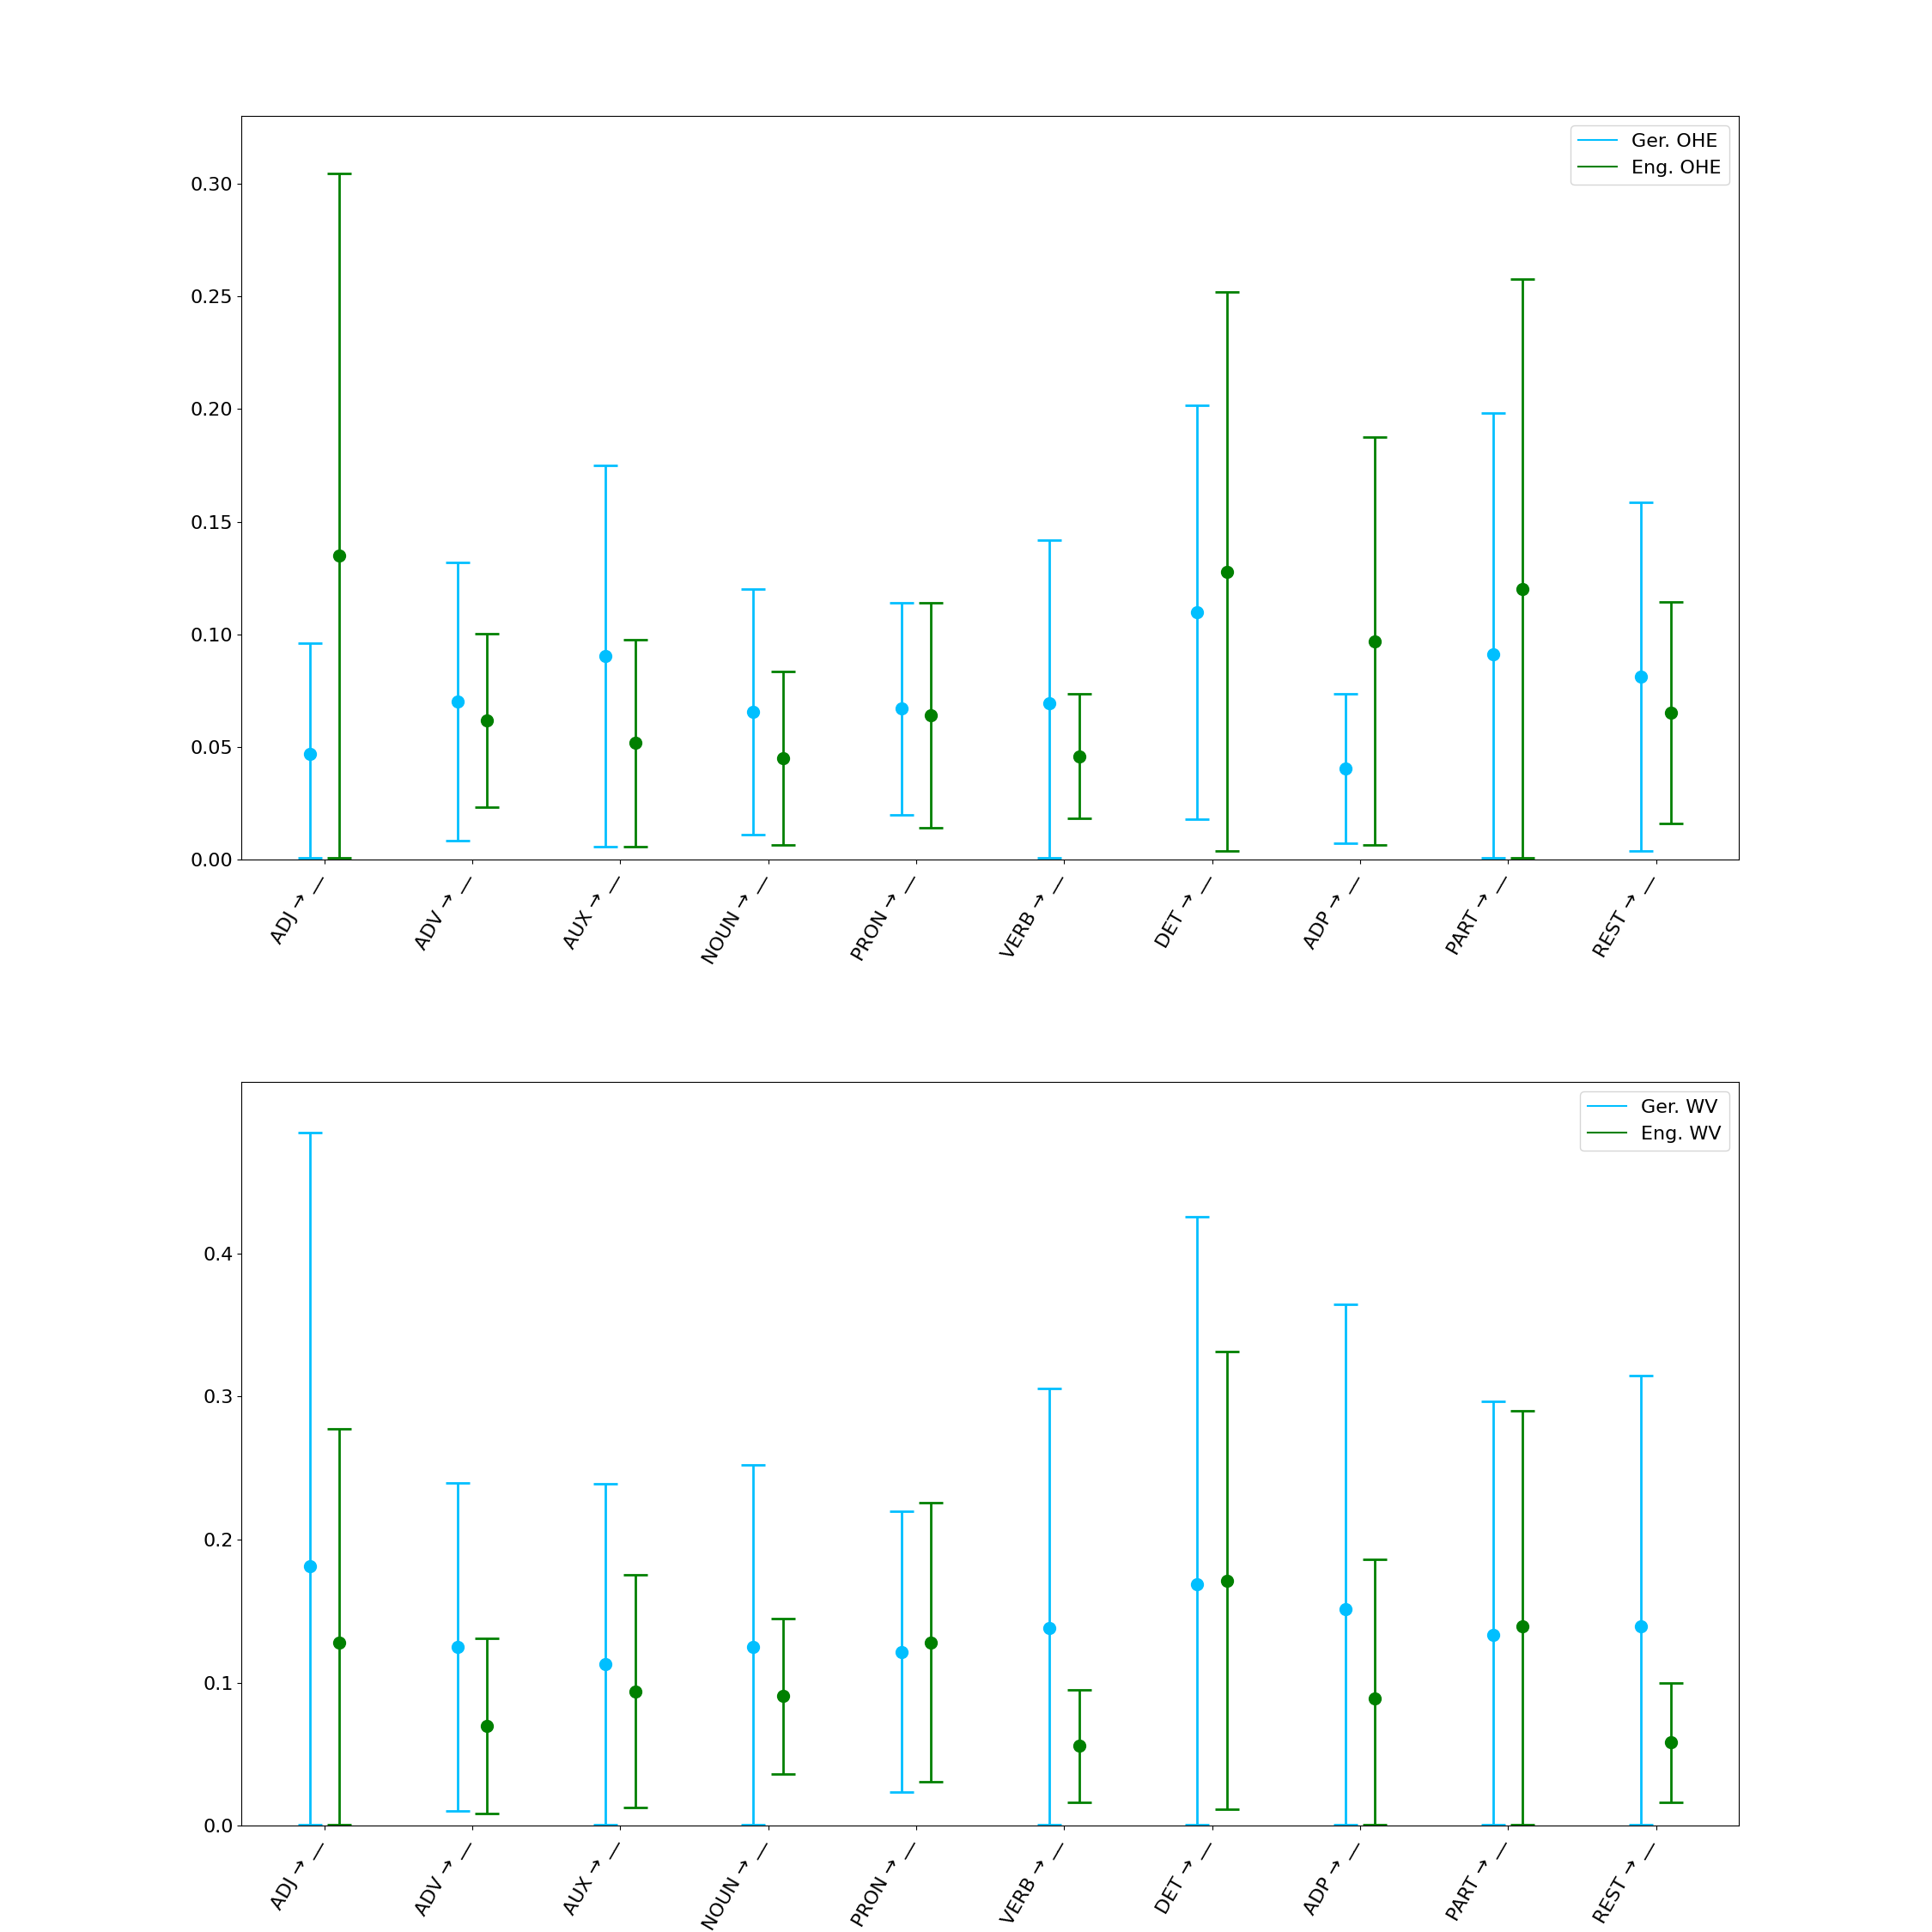 Ger. OHE
Eng. OHE
0.30
0.25
0.20
0.15
0.10
0.05
0.00
ADJ → —
ADV → —
AUX → —
NOUN → —
PRON → —
VERB → —
DET → —
ADP → —
PART → —
REST → —
Ger. WV
Eng. WV
0.4
0.3
0.2
0.1
0.0
ADJ → —
ADV → —
AUX → —
NOUN → —
PRON → —
VERB → —
DET → —
ADP → —
PART → —
REST → —